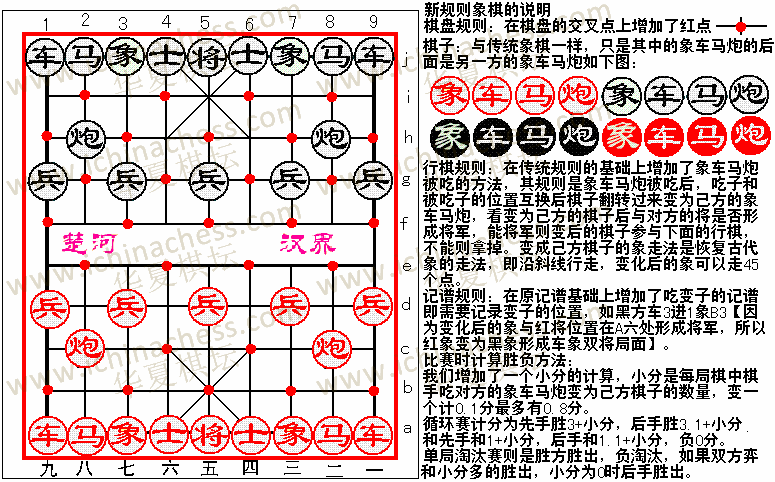 1 2 3 4 5 6 7 8 9
车 马 象 士 将 士 象 马 车 j
i
炮 炮 h
兵 兵 兵 兵 兵 g
f
楚河 汉界
e
兵 兵 兵 兵 兵 d
炮 炮 c
b
车 马 象 士 将 士 象 马 车 a
九 八 七 六 五 四 三 二 一
www.ichinachess.com
华夏棋坛
新规则象棋的说明
棋盘规则：在棋盘的交叉点上增加了红点
棋子：与传统象棋一样，只是其中的象车马炮的后
面是另一方的象车马炮如下图：
象 车 马 炮 象 车 马 炮
象 车 马 炮 象 车 马 炮
行棋规则：在传统规则的基础上增加了象车马炮
被吃的方法，其规则是象车马炮被吃后，吃子和
被吃子的位置互换后棋子翻转过来变为己方的象
车马炮，看变为己方的棋子后与对方的将是否形
成将军，能将军则变后的棋子参与下面的行棋，
不能则拿掉。变成己方棋子的象走法是恢复古代
象的走法，即沿斜线行走，变化后的象可以走45
个点。
记谱规则：在原记谱基础上增加了吃变子的记谱
即需要记录变子的位置，如黑方车3进1象B3【因
为变化后的象与红将位置在A六处形成将军，所以
红象变为黑象形成车象双将局面】。
比赛时计算胜负方法：
我们增加了一个小分的计算，小分是每局棋中棋
手吃对方的象车马炮变为己方棋子的数量，变一
个计0.1分最多有0.8分。
循环赛计分为先手胜3+小分，后手胜3.1+小分，
和先手和1+小分，后手和1.1+小分，负0分。
单局淘汰赛则是胜方胜出，负淘汰，如果双方弈
和小分多的胜出，小分为0时后手胜出。